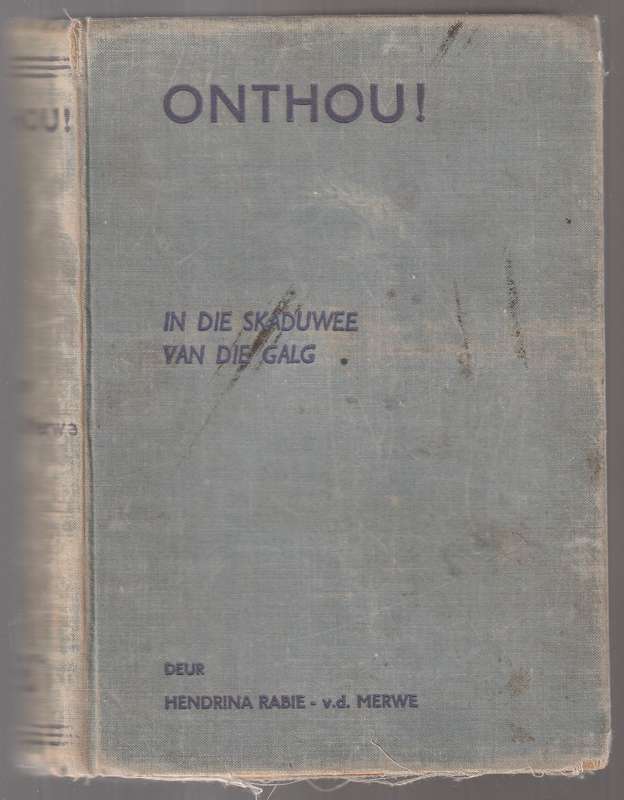 ONTHOU!
IN DIE SKADUWEE
VAN DIE GALG
DEUR
HENDRINA RABIE - v.d. MERWE